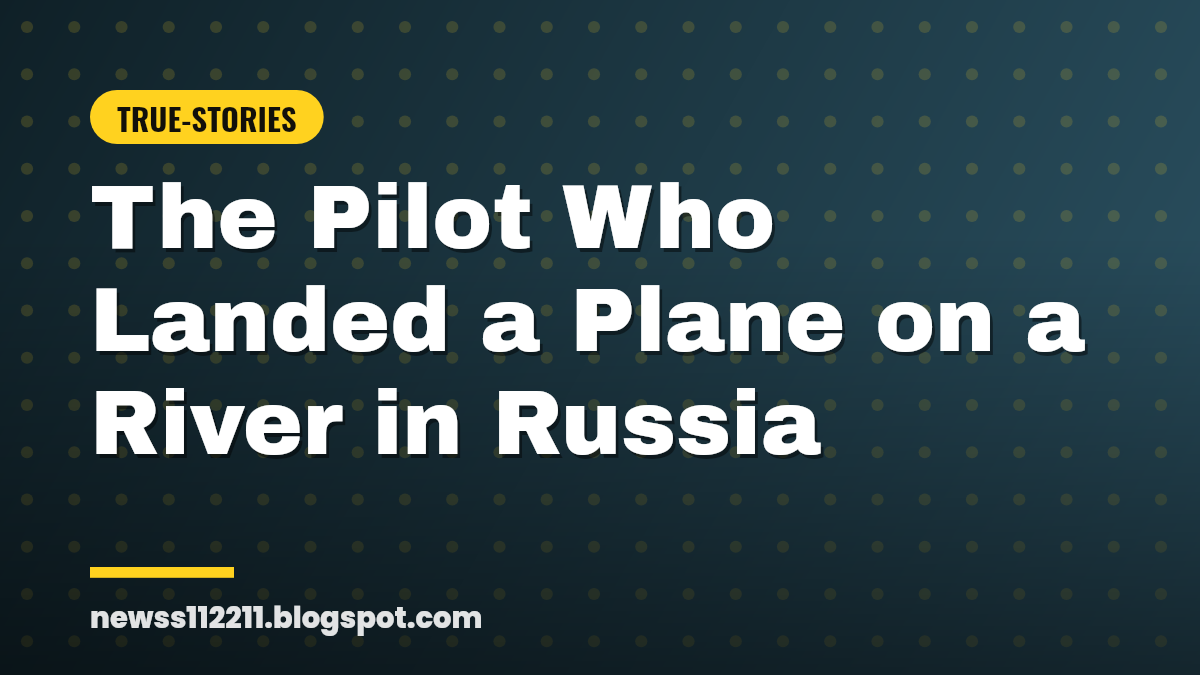 TRUE-STORIES
The Pilot Who
Landed a Plane on a
River in Russia
newss112211.blogspot.com